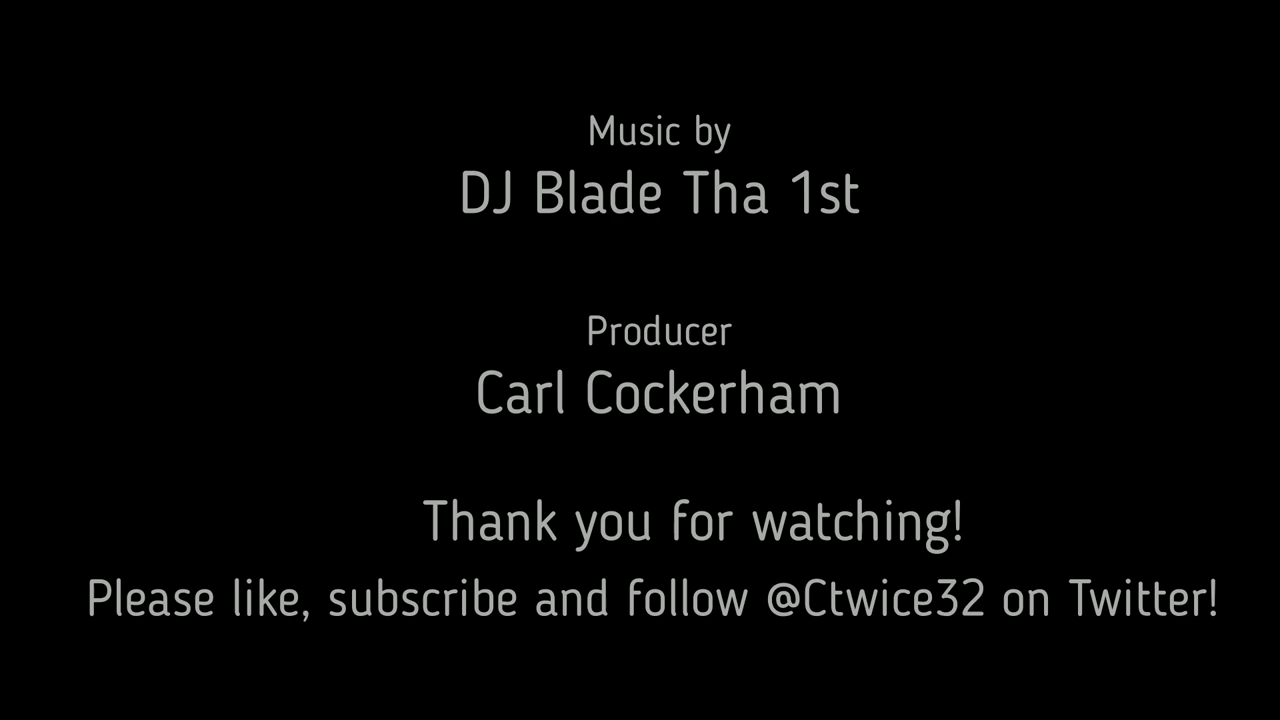 Music by
DJ Blade Tha 1st
Producer
Carl Cockerham
Thank you for watching!
Please like, subscribe and follow @Ctwice32 on Twitter!